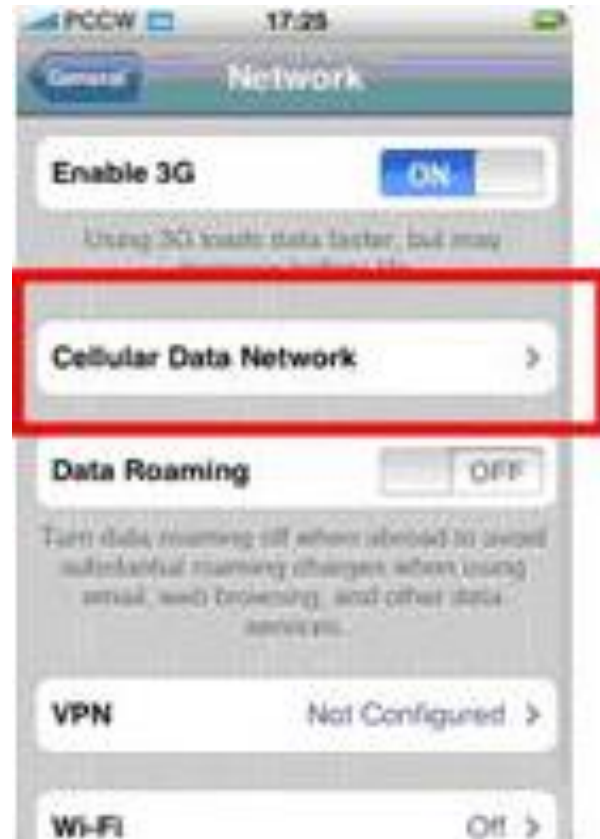 PCCW 17:25
General Network
Enable 3G ON
Using 3G loads data faster, but may
Cellular Data Network
Data Roaming OFF
Turn data roaming off when abroad to avoid
substantial roaming charges when using
email, web browsing, and other data
services.
VPN Not Configured
Wi-Fi Off